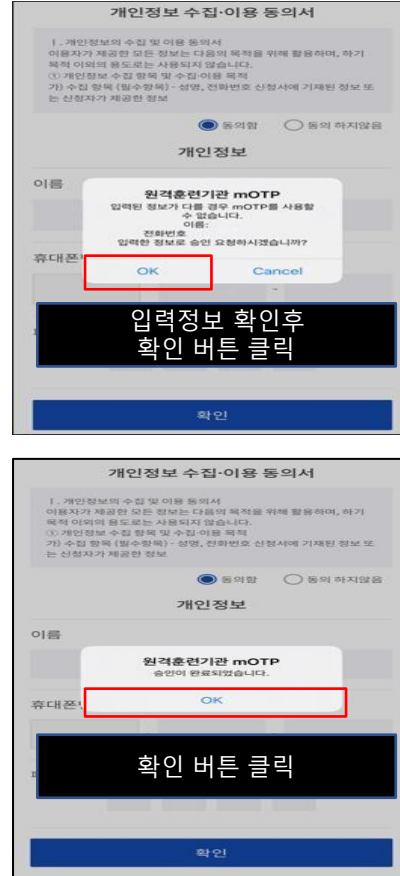 개인정보 수집·이용 동의서
Ⅰ. 개인정보의 수집 및 이용 동의서
이용자가 제공한 모든 정보는 다음의 목적을 위해 활용하며, 하기
목적 이외의 용도로는 사용되지 않습니다.
① 개인정보 수집 항목 및 수집·이용 목적
가) 수집 항목 (필수항목) - 성명, 전화번호 신청서에 기재된 정보 또
는 신청자가 제공한 정보
동의함 동의 하지않음
개인정보
이름
원격훈련기관 mOTP
입력된 정보가 다를 경우 mOTP를 사용할
수 없습니다.
이름:
전화번호
입력한 정보로 승인 요청하시겠습니까?
휴대폰
OK Cancel
입력정보 확인후
확인 버튼 클릭
확인
개인정보 수집·이용 동의서
Ⅰ. 개인정보의 수집 및 이용 동의서
이용자가 제공한 모든 정보는 다음의 목적을 위해 활용하며, 하기
목적 이외의 용도로는 사용되지 않습니다.
① 개인정보 수집 항목 및 수집·이용 목적
가) 수집 항목 (필수항목) - 성명, 전화번호 신청서에 기재된 정보 또
는 신청자가 제공한 정보
동의함 동의 하지않음
개인정보
이름
원격훈련기관 mOTP
승인이 완료되었습니다.
휴대폰
OK
확인 버튼 클릭
확인